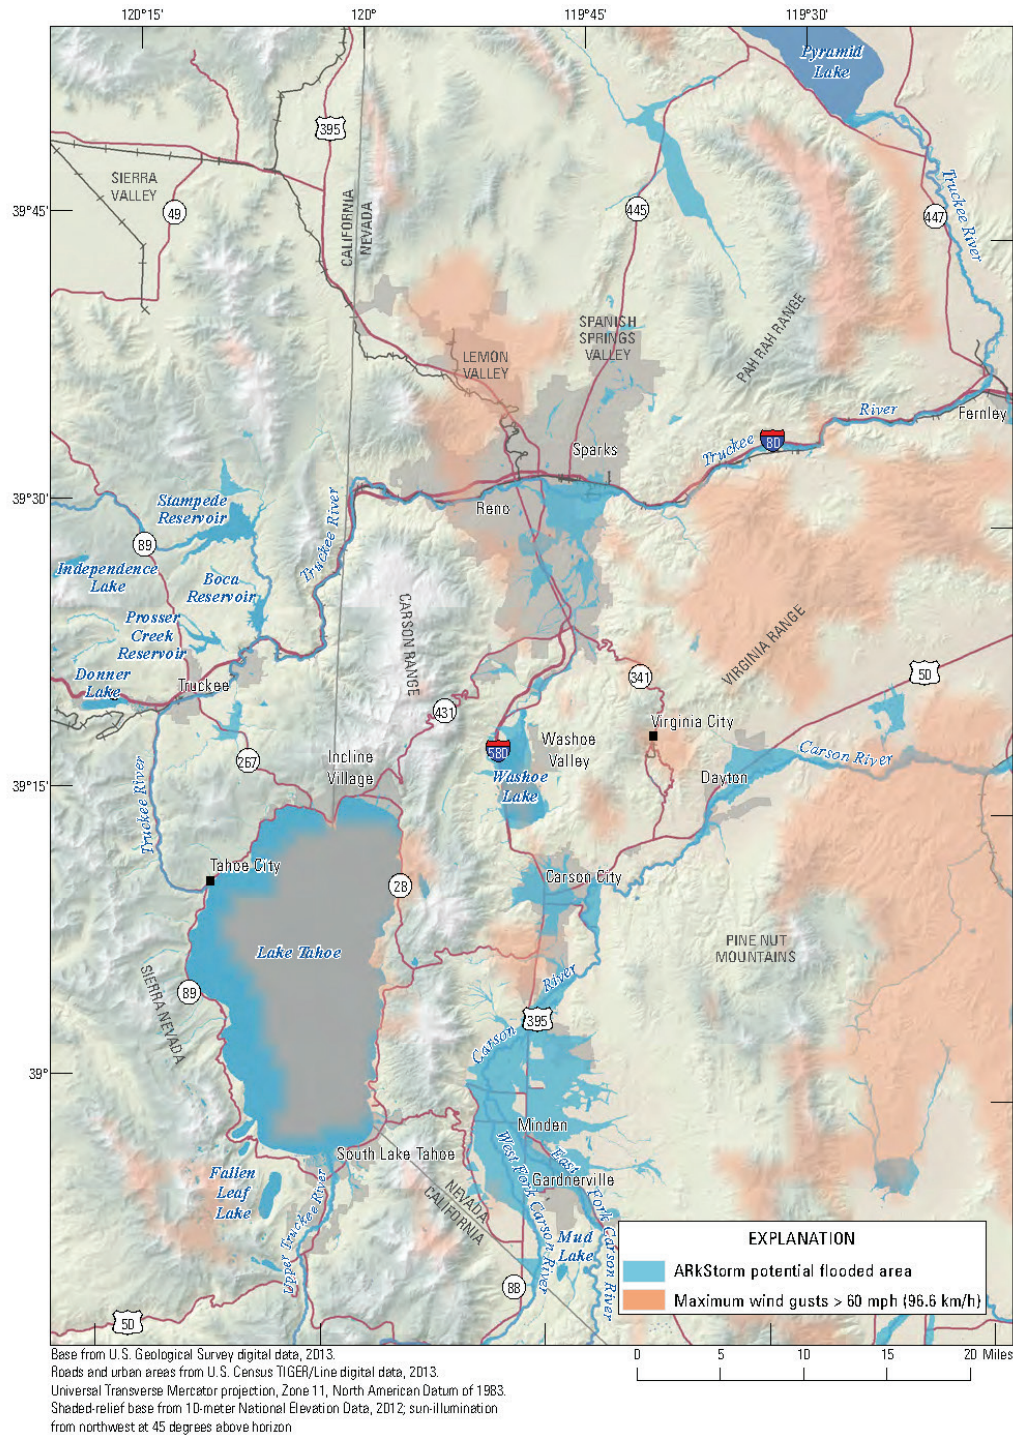 120°15'
120°
119°45'
119°30'
Pyramid
Lake
395
SIERRA
VALLEY
49
CALIFORNIA
NEVADA
39°45'
445
447
Truckee River
SPANISH
SPRINGS
VALLEY
PAH RAH RANGE
LEMON
VALLEY
River
Fernley
Truckee
80
Sparks
39°30'
Stampede
Reservoir
Reno
Truckee River
89
Independence
Lake
Boca
Reservoir
CARSON RANGE
Prosser
Creek
Reservoir
VIRGINIA RANGE
Donner
Lake
Truckee
341
50
431
Virginia City
580
Washoe
Valley
267
Incline
Village
Carson River
39°15'
Washoe
Lake
Dayton
Truckee River
Tahoe City
28
Carson City
Lake Tahoe
PINE NUT
MOUNTAINS
SIERRA NEVADA
89
River
395
Carson
39°
Minden
South Lake Tahoe
West Fork Carson River
East
Fork Carson River
Gardnerville
Fallen
Leaf
Lake
NEVADA
CALIFORNIA
Upper Truckee River
Mud
Lake
88
50
EXPLANATION
ARkStorm potential flooded area
Maximum wind gusts > 60 mph (96.6 km/h)
Base from U.S. Geological Survey digital data, 2013.
Roads and urban areas from U.S. Census TIGER/Line digital data, 2013.
Universal Transverse Mercator projection, Zone 11, North American Datum of 1983.
Shaded-relief base from 10-meter National Elevation Data, 2012; sun-illumination
from northwest at 45 degrees above horizon
0 5 10 15 20 Miles